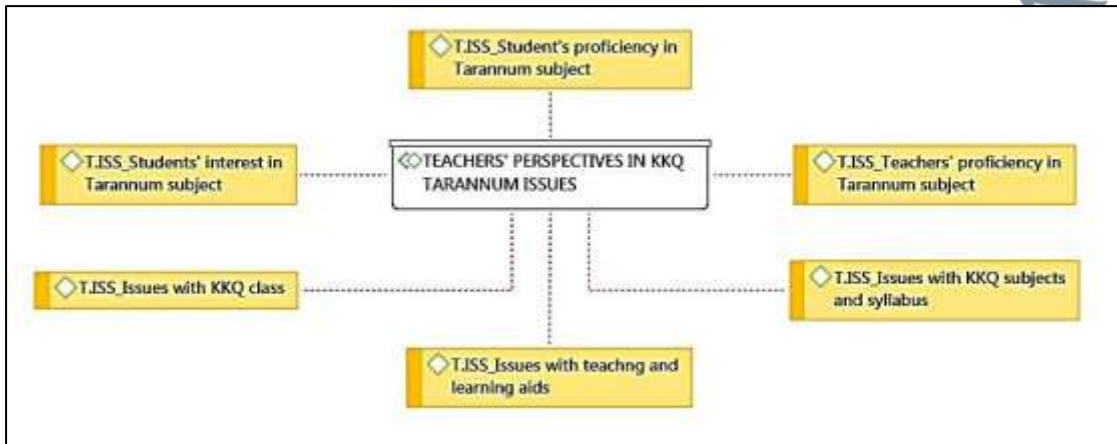 T.ISS_Student's proficiency in
Tarannum subject
T.ISS_Students' interest in
Tarannum subject
TEACHERS' PERSPECTIVES IN KKQ
TARANNUM ISSUES
T.ISS_Teachers' proficiency in
Tarannum subject
T.ISS_Issues with KKQ class
T.ISS_Issues with KKQ subjects
and syllabus
T.ISS_Issues with teachng and
learning aids